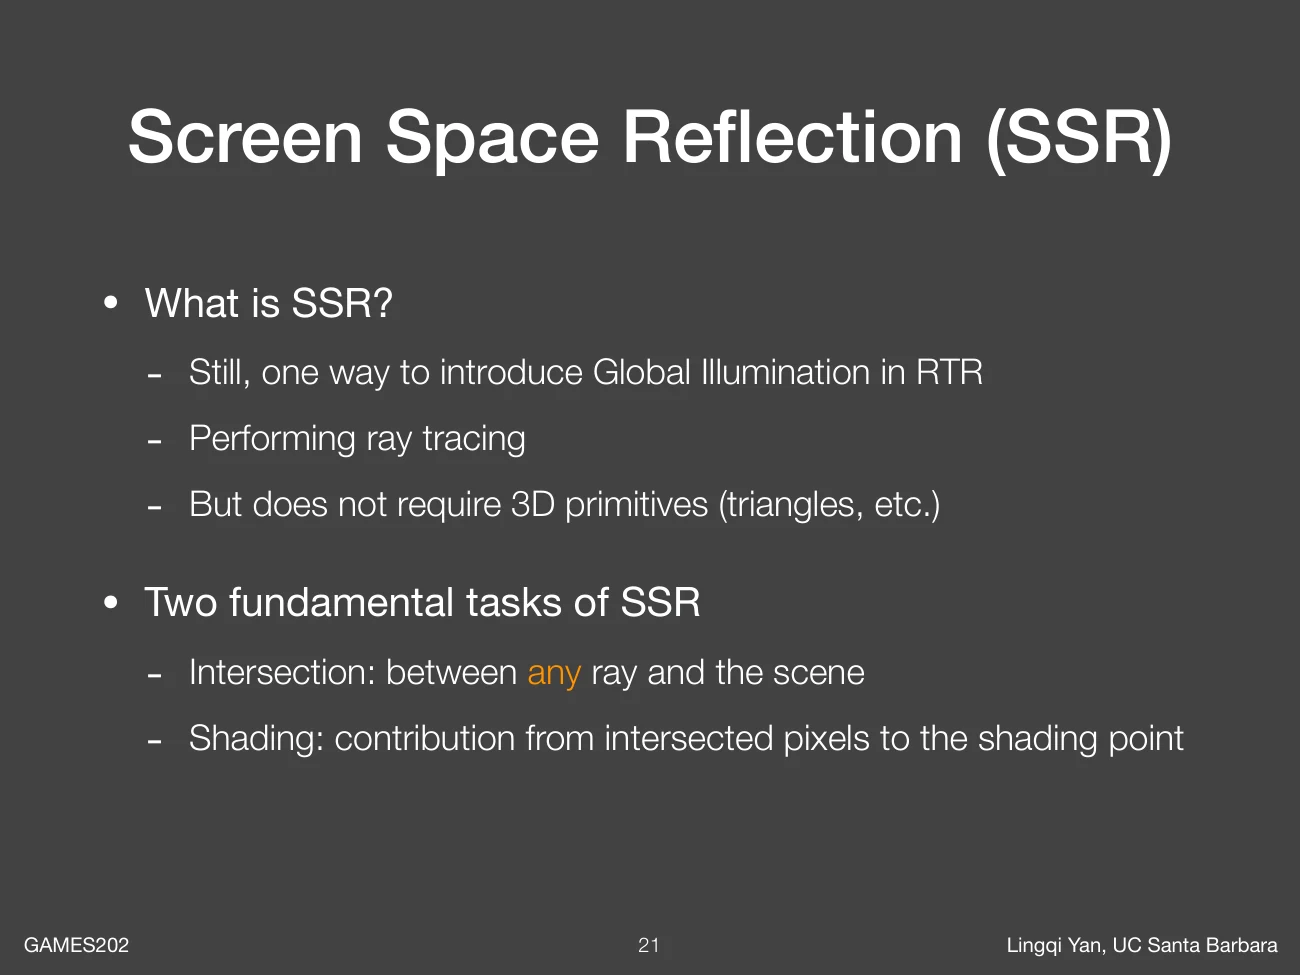 Screen Space Reflection (SSR)
• What is SSR?
- Still, one way to introduce Global Illumination in RTR
- Performing ray tracing
- But does not require 3D primitives (triangles, etc.)
• Two fundamental tasks of SSR
- Intersection: between any ray and the scene
- Shading: contribution from intersected pixels to the shading point
GAMES202
21
Lingqi Yan, UC Santa Barbara